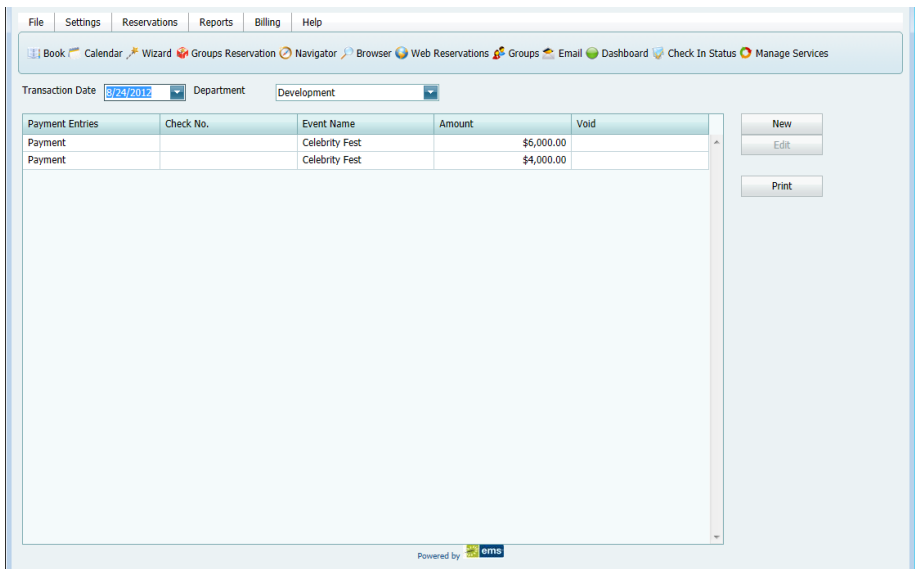 File Settings Reservations Reports Billing Help
Book Calendar Wizard Groups Reservation Navigator Browser Web Reservations Groups Email Dashboard Check In Status Manage Services
Transaction Date 8/24/2012 Department Development
Payment Entries Check No. Event Name Amount Void New
Payment Celebrity Fest $6,000.00 Edit
Payment Celebrity Fest $4,000.00
Print
Powered by ems